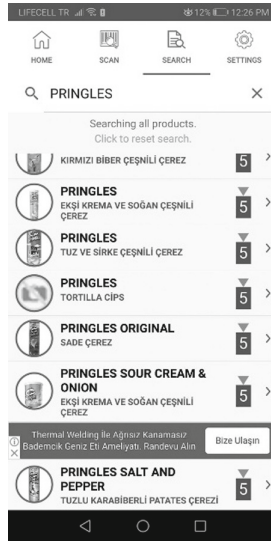 LIFECELL TR 12% 12:26 PM
HOME SCAN SEARCH SETTINGS
PRINGLES
Searching all products.
Click to reset search.
KIRMIZI BİBER ÇEŞNİLİ ÇEREZ
5
PRINGLES
EKŞİ KREMA VE SOĞAN ÇEŞNİLİ
ÇEREZ
5
PRINGLES
TUZ VE SİRKE ÇEŞNİLİ ÇEREZ
5
PRINGLES
TORTILLA CİPS
5
PRINGLES ORIGINAL
SADE ÇEREZ
5
PRINGLES SOUR CREAM &
ONION
EKŞİ KREMA VE SOĞAN ÇEŞNİLİ
ÇEREZ
5
Thermal Welding İle Ağrısız Kanamasız
Bademcik Geniz Eti Ameliyatı. Randevu Alın
Bize Ulaşın
PRINGLES SALT AND
PEPPER
TUZLU KARABİBERLİ PATATES ÇEREZİ
5